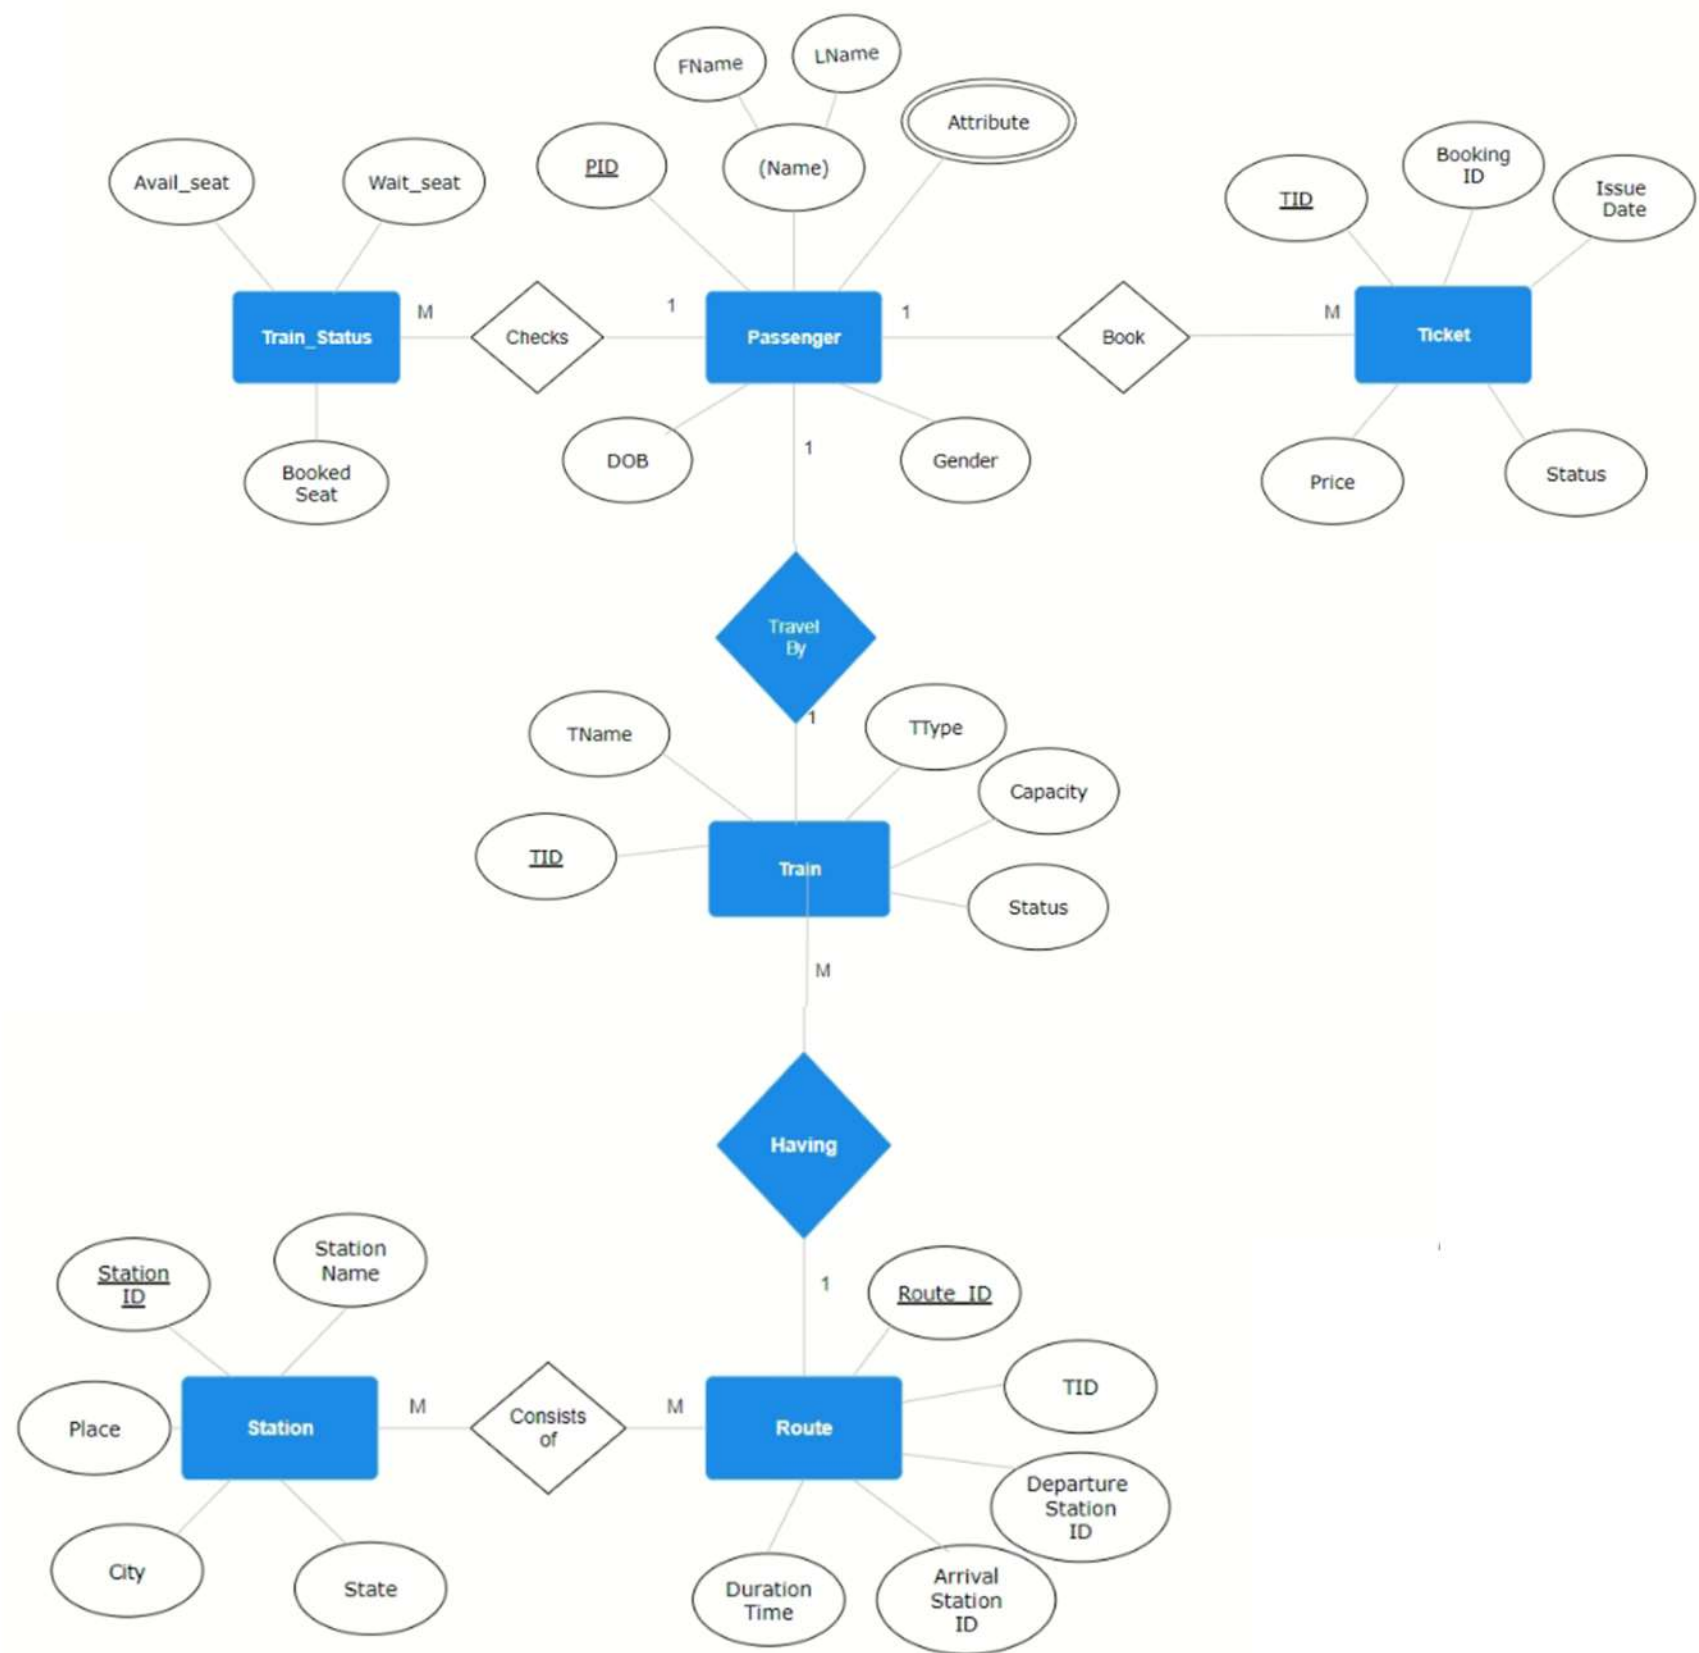 FName
LName
Attribute
PID
(Name)
Avail_seat
Wait_seat
Booking
ID
TID
Issue
Date
Train_Status
M
Checks
1
Passenger
1
Book
M
Ticket
Booked
Seat
DOB
1
Gender
Price
Status
Travel
By
1
TName
TType
Capacity
TID
Train
Status
M
Having
Station
ID
Station
Name
1
Route_ID
TID
Place
Station
M
Consists
of
M
Route
Departure
Station
ID
City
State
Duration
Time
Arrival
Station
ID